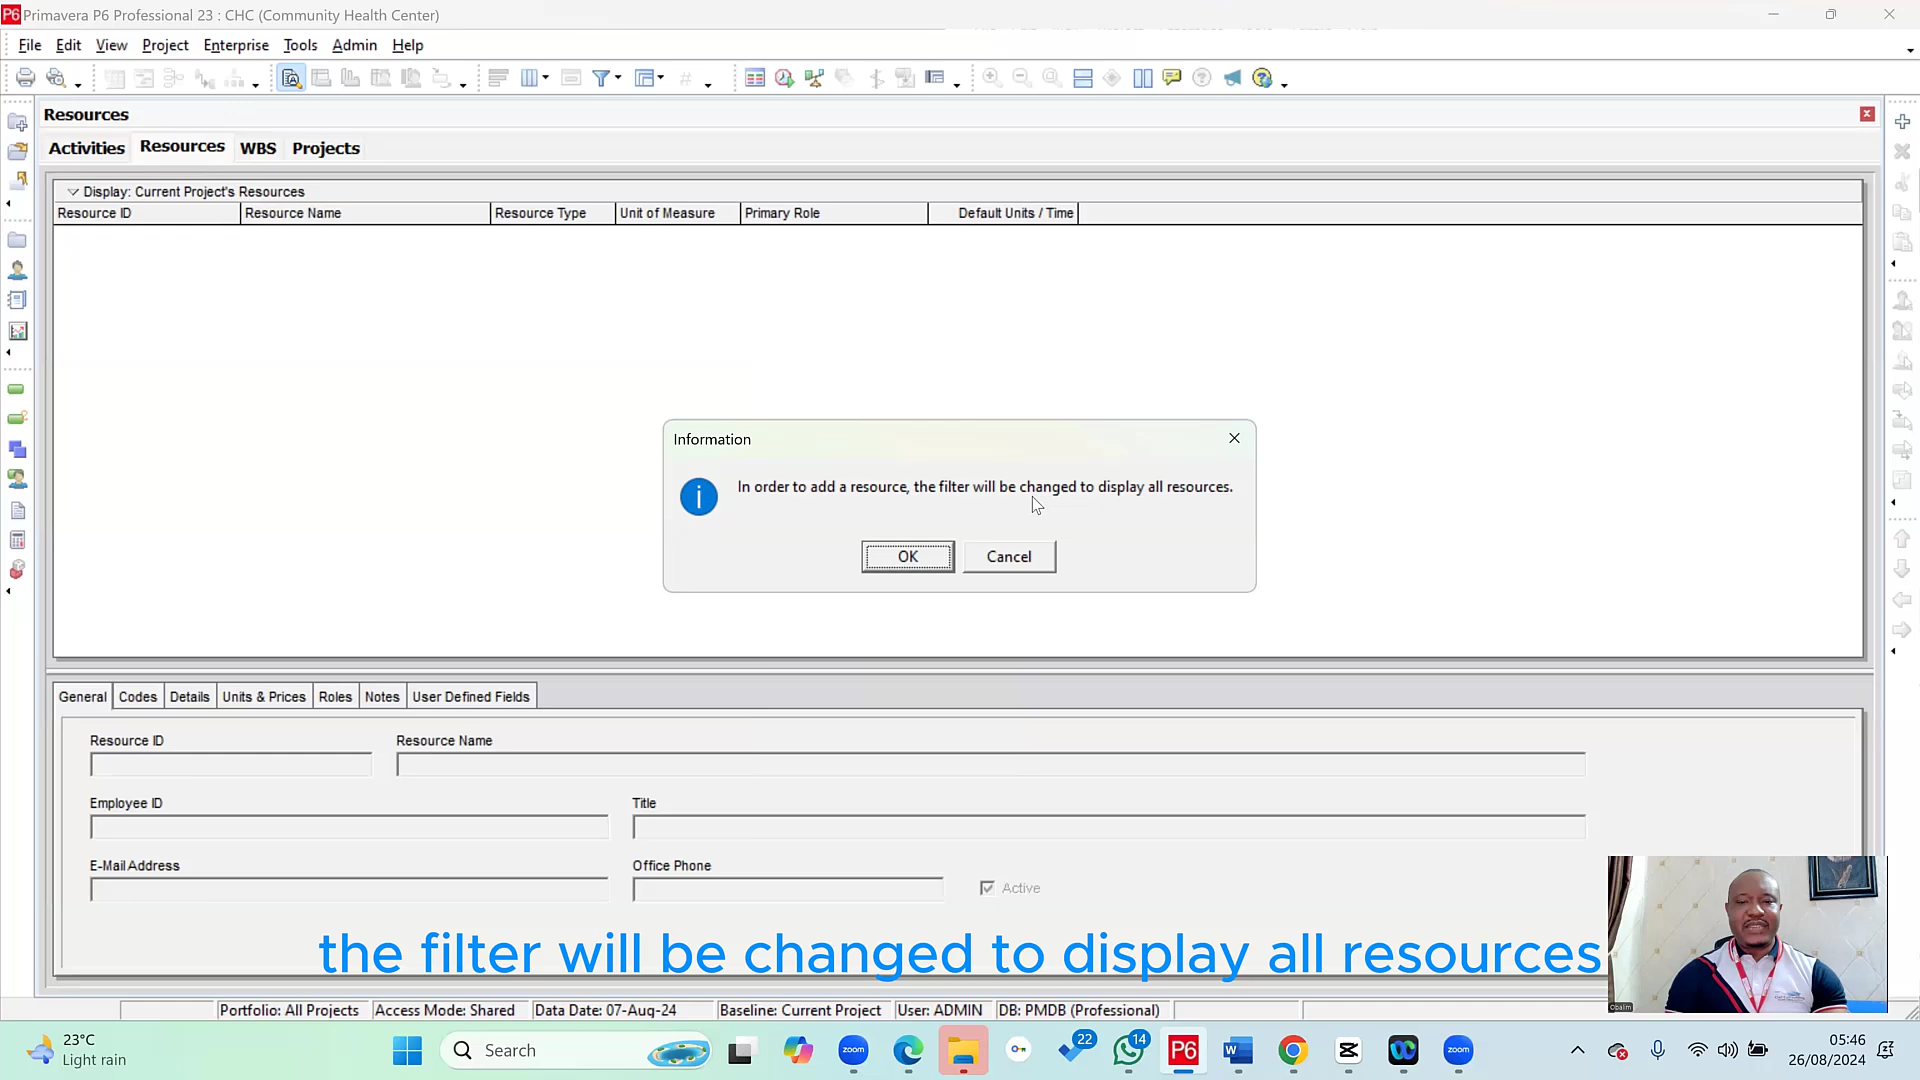 P6 Primavera P6 Professional 23 : CHC (Community Health Center)
File Edit View Project Enterprise Tools Admin Help
Resources
Activities Resources WBS Projects
Display: Current Project's Resources
Resource ID Resource Name Resource Type Unit of Measure Primary Role Default Units / Time
Information
In order to add a resource, the filter will be changed to display all resources.
OK Cancel
General Codes Details Units & Prices Roles Notes User Defined Fields
Resource ID Resource Name
Employee ID Title
E-Mail Address Office Phone
Active
the filter will be changed to display all resources
Obaim
Portfolio: All Projects Access Mode: Shared Data Date: 07-Aug-24 Baseline: Current Project User: ADMIN DB: PMDB (Professional)
23°C
Light rain
Search
zoom
22
14
P6
W
zoom
05:46
26/08/2024